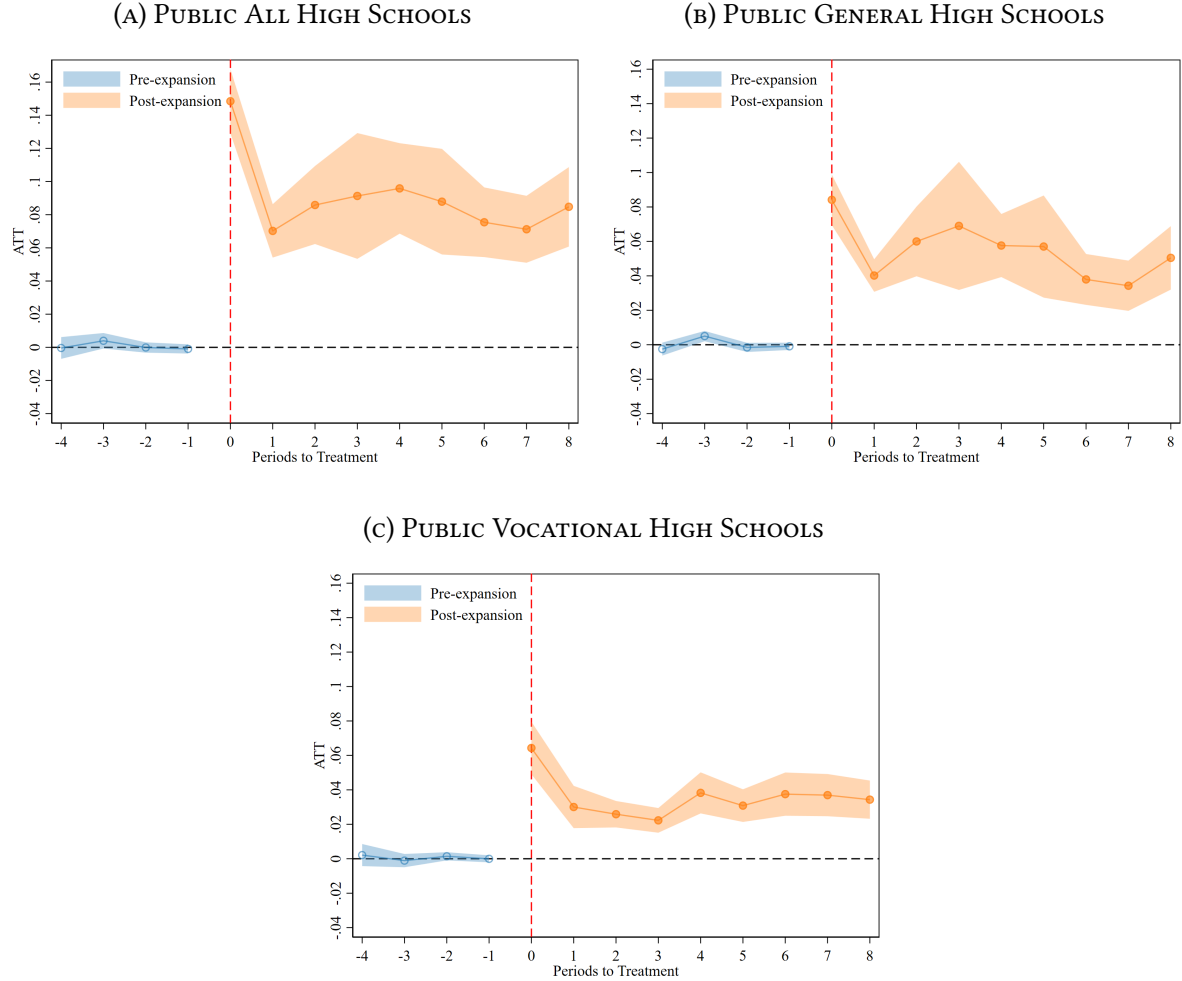 (A) Public All High Schools
Pre-expansion
Post-expansion
.16
.14
.12
.1
.08
.06
.04
.02
0
-.02
-.04
ATT
-4 -3 -2 -1 0 1 2 3 4 5 6 7 8
Periods to Treatment
(B) Public General High Schools
Pre-expansion
Post-expansion
.16
.14
.12
.1
.08
.06
.04
.02
0
-.02
-.04
ATT
-4 -3 -2 -1 0 1 2 3 4 5 6 7 8
Periods to Treatment
(C) Public Vocational High Schools
Pre-expansion
Post-expansion
.16
.14
.12
.1
.08
.06
.04
.02
0
-.02
-.04
ATT
-4 -3 -2 -1 0 1 2 3 4 5 6 7 8
Periods to Treatment